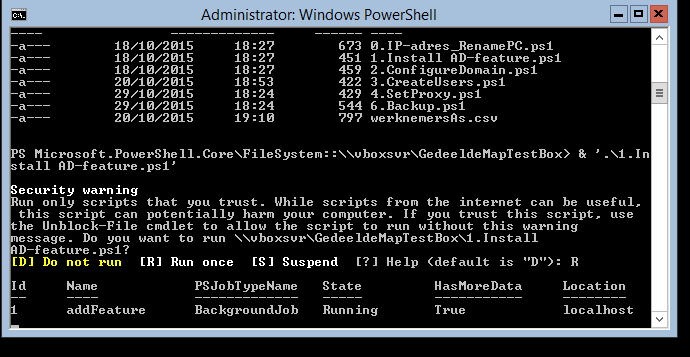 Administrator: Windows PowerShell
---- ------------- ------ ----
-a--- 18/10/2015 18:27 673 0.IP-adres_RenamePC.ps1
-a--- 18/10/2015 18:27 451 1.Install AD-feature.ps1
-a--- 18/10/2015 18:27 459 2.ConfigureDomain.ps1
-a--- 20/10/2015 18:53 422 3.CreateUsers.ps1
-a--- 29/10/2015 18:24 429 4.SetProxy.ps1
-a--- 29/10/2015 18:24 544 6.Backup.ps1
-a--- 20/10/2015 19:10 797 werknemersAs.csv
PS Microsoft.PowerShell.Core\FileSystem::\\vboxsvr\GedeeldeMapTestBox> & '.\1.In
stall AD-feature.ps1'
Security warning
Run only scripts that you trust. While scripts from the internet can be useful,
this script can potentially harm your computer. If you trust this script, use
the Unblock-File cmdlet to allow the script to run without this warning
message. Do you want to run \\vboxsvr\GedeeldeMapTestBox\1.Install
AD-feature.ps1?
[D] Do not run [R] Run once [S] Suspend [?] Help (default is "D"): R
Id Name PSJobTypeName State HasMoreData Location
-- ---- ------------- ----- ----------- --------
1 addFeature BackgroundJob Running True localhost